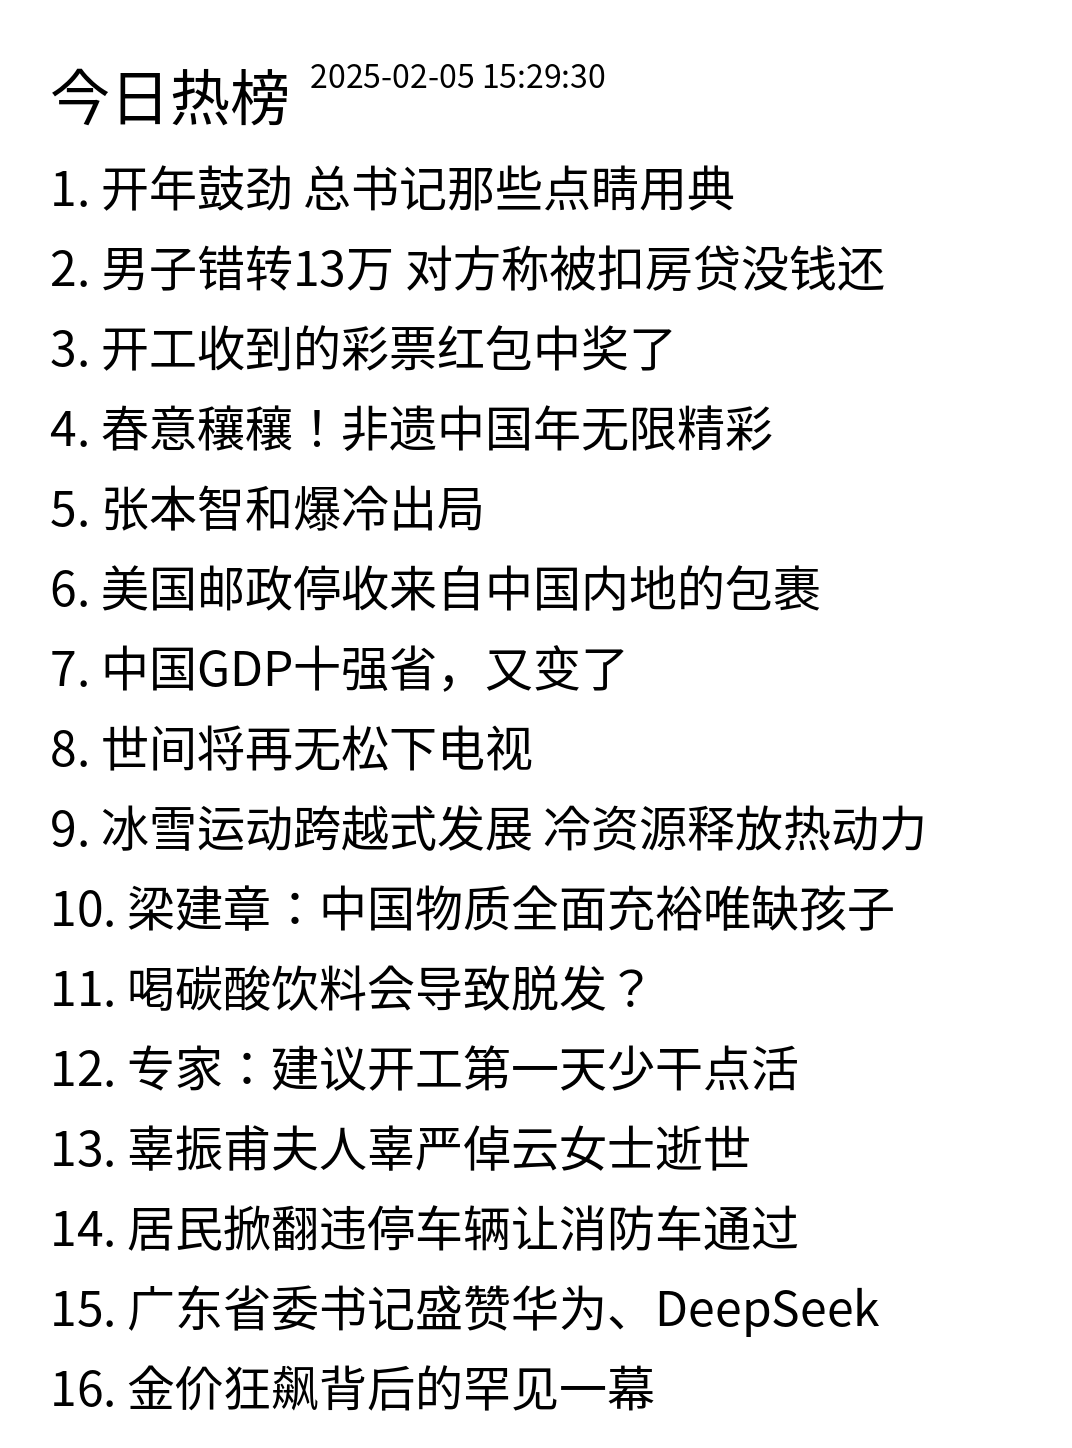 今日热榜 2025-02-05 15:29:30
1. 开年鼓劲 总书记那些点睛用典
2. 男子错转13万 对方称被扣房贷没钱还
3. 开工收到的彩票红包中奖了
4. 春意穰穰！非遗中国年无限精彩
5. 张本智和爆冷出局
6. 美国邮政停收来自中国内地的包裹
7. 中国GDP十强省，又变了
8. 世间将再无松下电视
9. 冰雪运动跨越式发展 冷资源释放热动力
10. 梁建章：中国物质全面充裕唯缺孩子
11. 喝碳酸饮料会导致脱发？
12. 专家：建议开工第一天少干点活
13. 辜振甫夫人辜严倬云女士逝世
14. 居民掀翻违停车辆让消防车通过
15. 广东省委书记盛赞华为、DeepSeek
16. 金价狂飙背后的罕见一幕